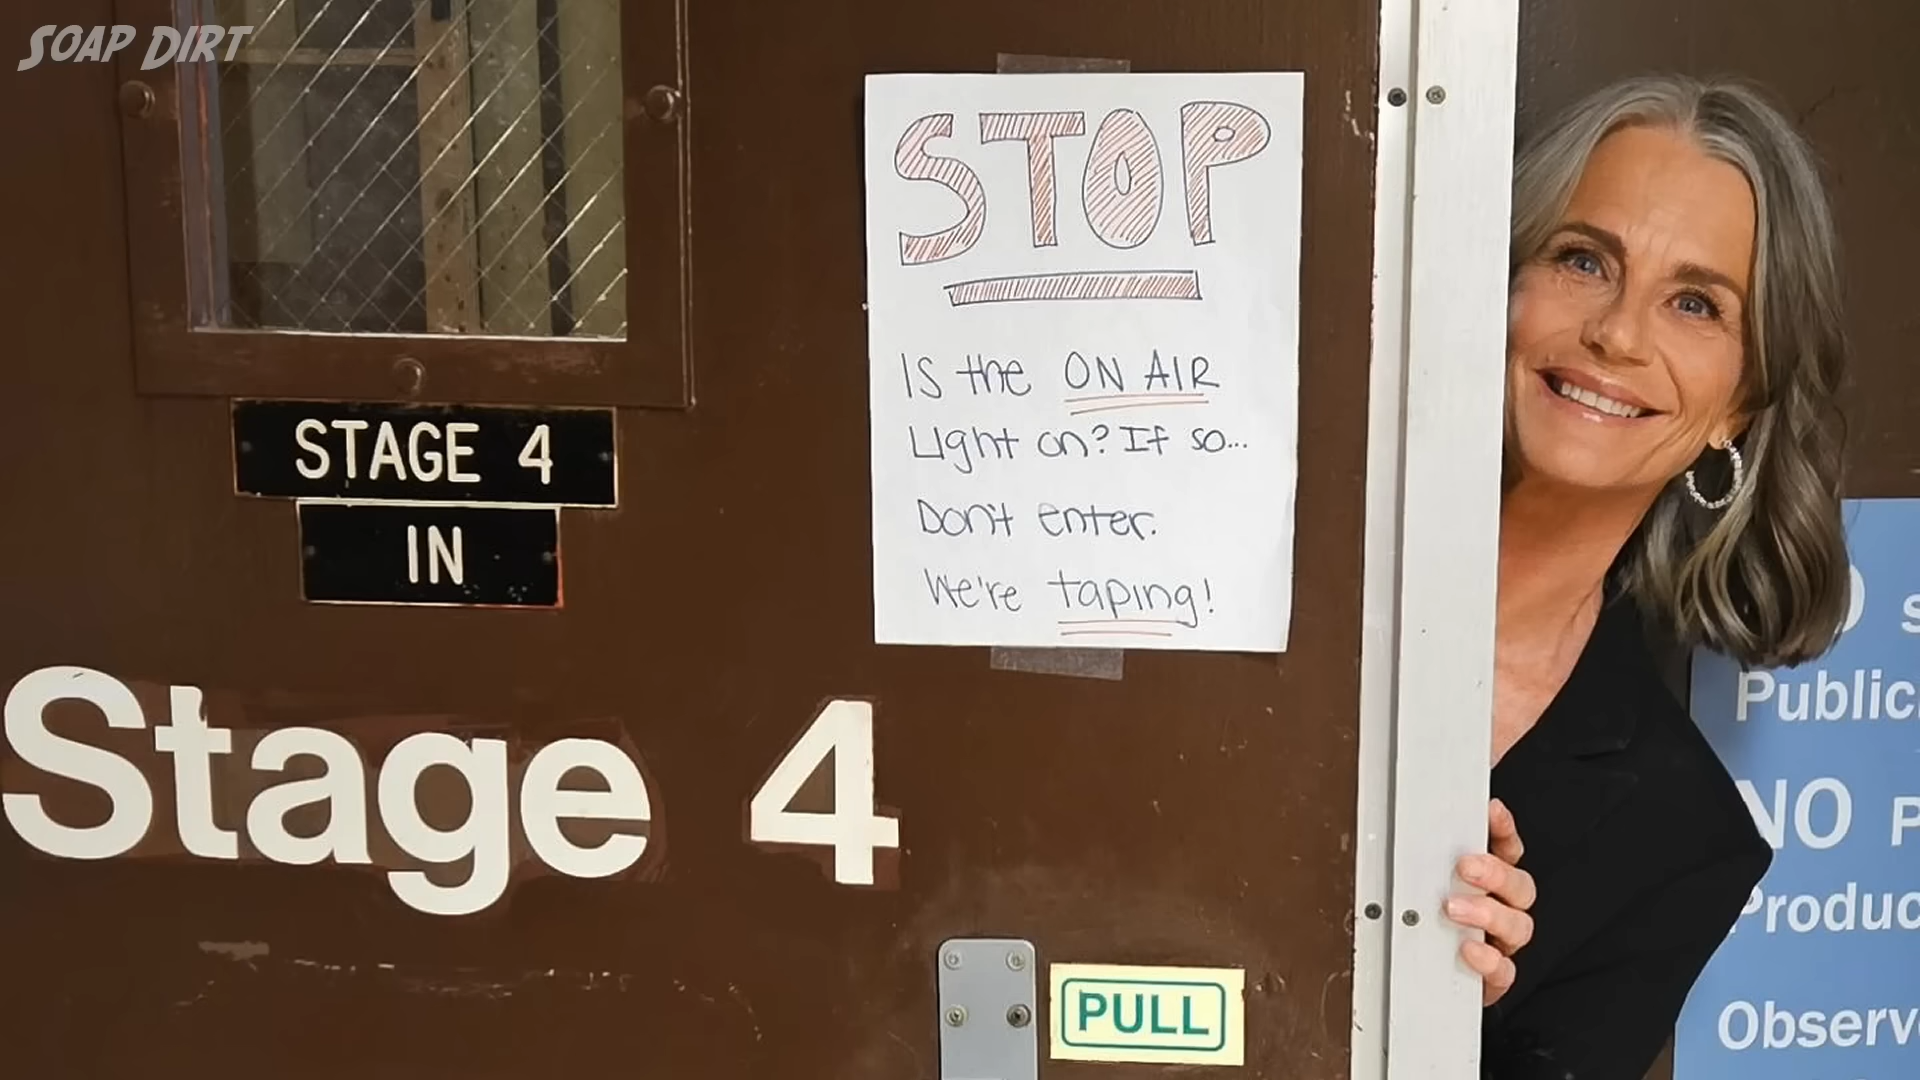 SOAP DIRT
STAGE 4
IN
Stage 4
STOP
Is the ON AIR
Light on? If so...
Don't enter.
We're taping!
PULL
Public
NO P
Produc
Observ